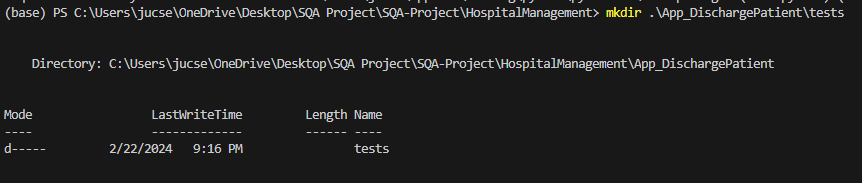 (base) PS C:\Users\jucse\OneDrive\Desktop\SQA Project\SQA-Project\HospitalManagement> mkdir .\App_DischargePatient\tests
Directory: C:\Users\jucse\OneDrive\Desktop\SQA Project\SQA-Project\HospitalManagement\App_DischargePatient
Mode LastWriteTime Length Name
---- ------------- ------ ----
d----- 2/22/2024 9:16 PM tests